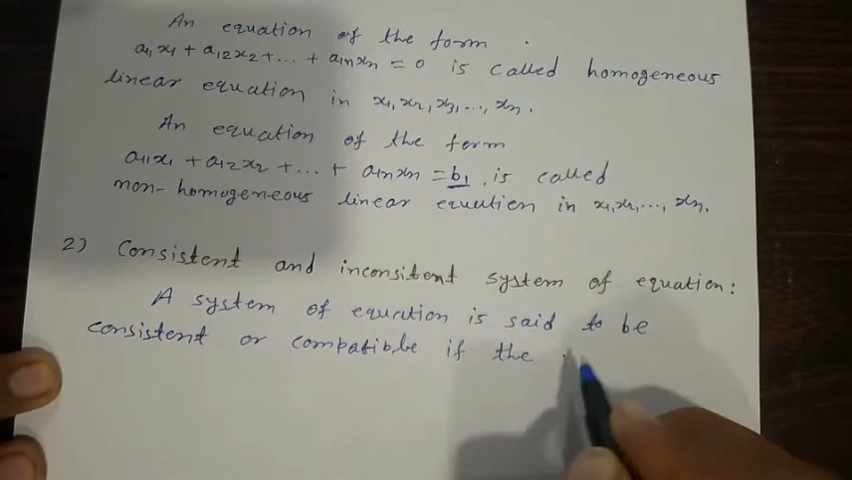 An equation of the form
a₁₁x₁ + a₁₂x₂ + ... + a₁ₙxₙ = 0 is called homogeneous
linear equation in x₁, x₂, x₃, ..., xₙ.
An equation of the form
a₁₁x₁ + a₁₂x₂ + ... + a₁ₙxₙ = b₁ is called
non-homogeneous linear equation in x₁, x₂, ..., xₙ.
2) Consistent and inconsistent system of equation:
A system of equation is said to be
consistent or compatible if the